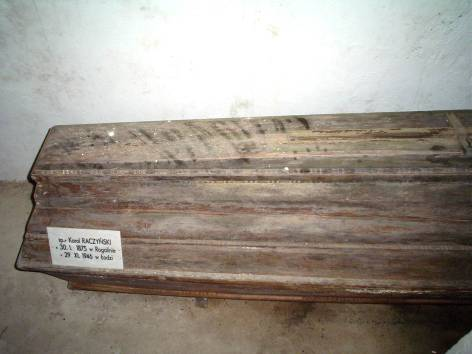 śp. Karol RACZYŃSKI
* 30. I. 1875 w Rogalinie
+ 29. XI. 1946 w Łodzi